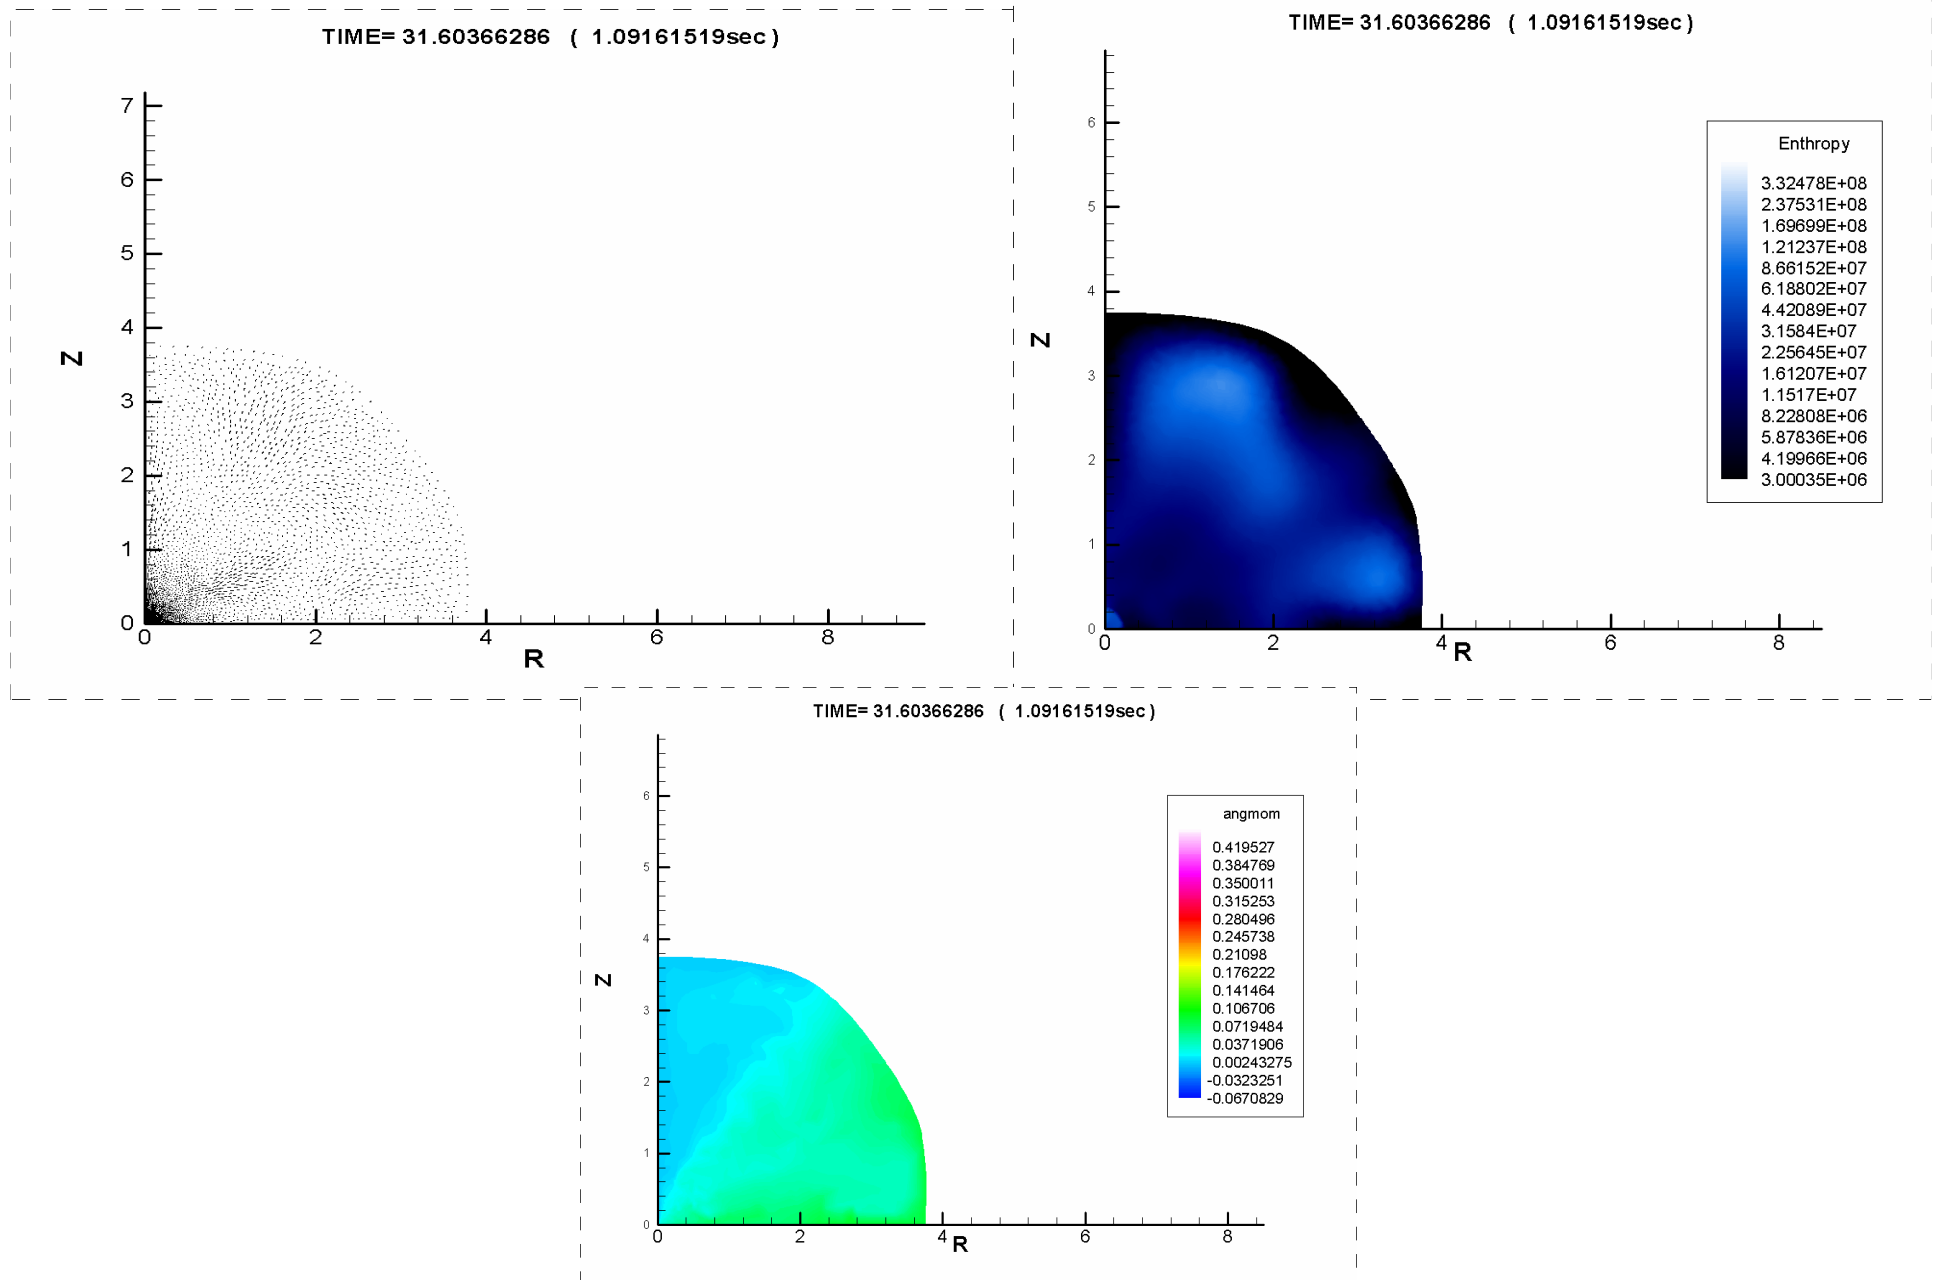 TIME= 31.60366286 ( 1.09161519sec )
7
6
5
4
3
2
1
0
Z
0 2 4 6 8
R
TIME= 31.60366286 ( 1.09161519sec )
6
5
4
3
2
1
0
Z
0 2 4 6 8
R
Enthropy
3.32478E+08
2.37531E+08
1.69699E+08
1.21237E+08
8.66152E+07
6.18802E+07
4.42089E+07
3.1584E+07
2.25645E+07
1.61207E+07
1.1517E+07
8.22808E+06
5.87836E+06
4.19966E+06
3.00035E+06
TIME= 31.60366286 ( 1.09161519sec )
6
5
4
3
2
1
0
Z
0 2 4 6 8
R
angmom
0.419527
0.384769
0.350011
0.315253
0.280496
0.245738
0.21098
0.176222
0.141464
0.106706
0.0719484
0.0371906
0.00243275
-0.0323251
-0.0670829